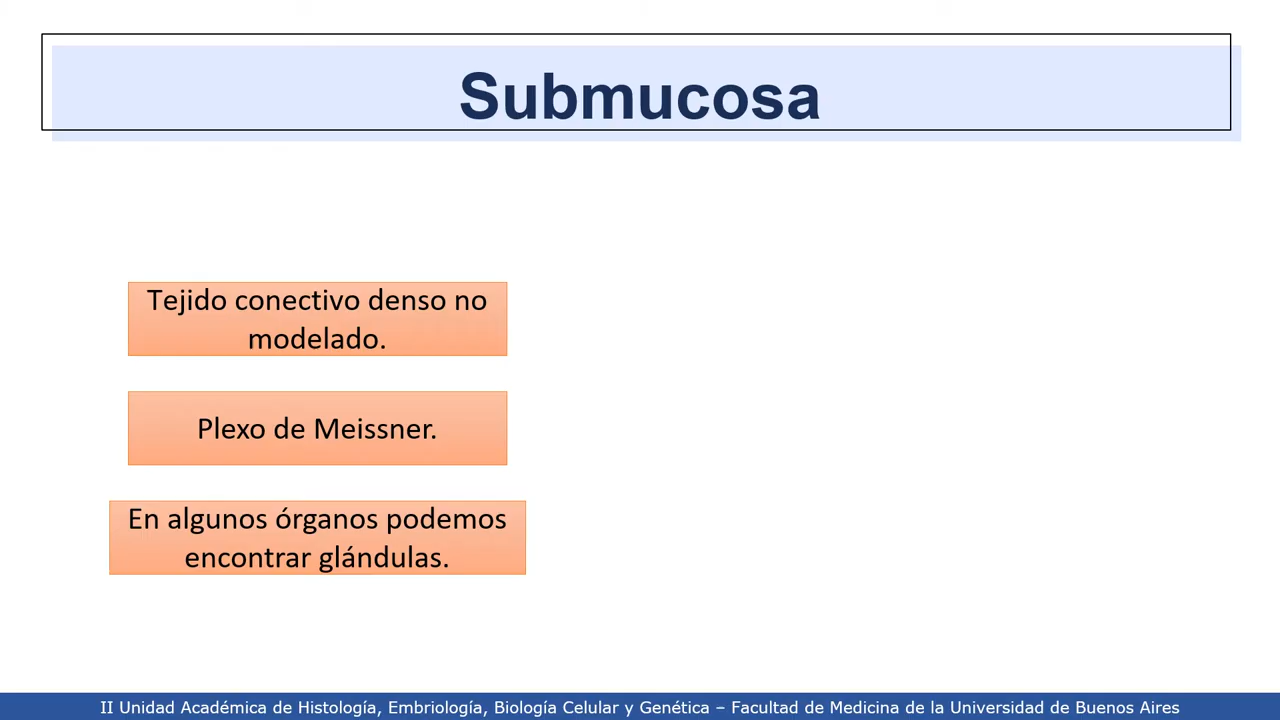 Submucosa
Tejido conectivo denso no
modelado.
Plexo de Meissner.
En algunos órganos podemos
encontrar glándulas.
II Unidad Académica de Histología, Embriología, Biología Celular y Genética – Facultad de Medicina de la Universidad de Buenos Aires